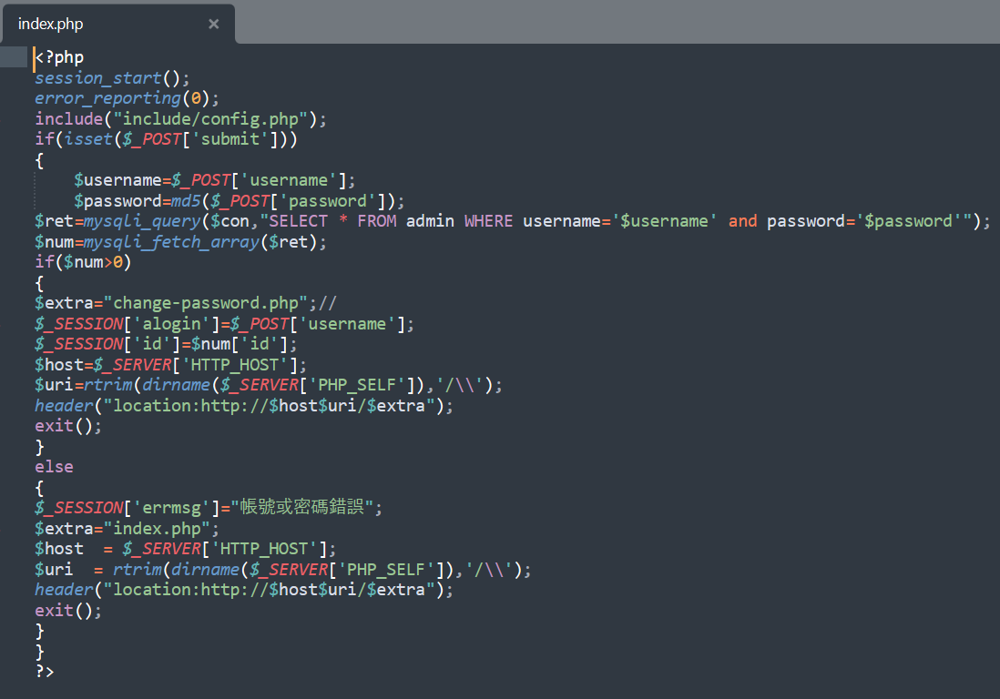 index.php ×
<?php
session_start();
error_reporting(0);
include("include/config.php");
if(isset($_POST['submit']))
{
    $username=$_POST['username'];
    $password=md5($_POST['password']);
$ret=mysqli_query($con,"SELECT * FROM admin WHERE username='$username' and password='$password'");
$num=mysqli_fetch_array($ret);
if($num>0)
{
$extra="change-password.php";//
$_SESSION['alogin']=$_POST['username'];
$_SESSION['id']=$num['id'];
$host=$_SERVER['HTTP_HOST'];
$uri=rtrim(dirname($_SERVER['PHP_SELF']),'/\\');
header("location:http://$host$uri/$extra");
exit();
}
else
{
$_SESSION['errmsg']="帳號或密碼錯誤";
$extra="index.php";
$host  = $_SERVER['HTTP_HOST'];
$uri  = rtrim(dirname($_SERVER['PHP_SELF']),'/\\');
header("location:http://$host$uri/$extra");
exit();
}
}
?>